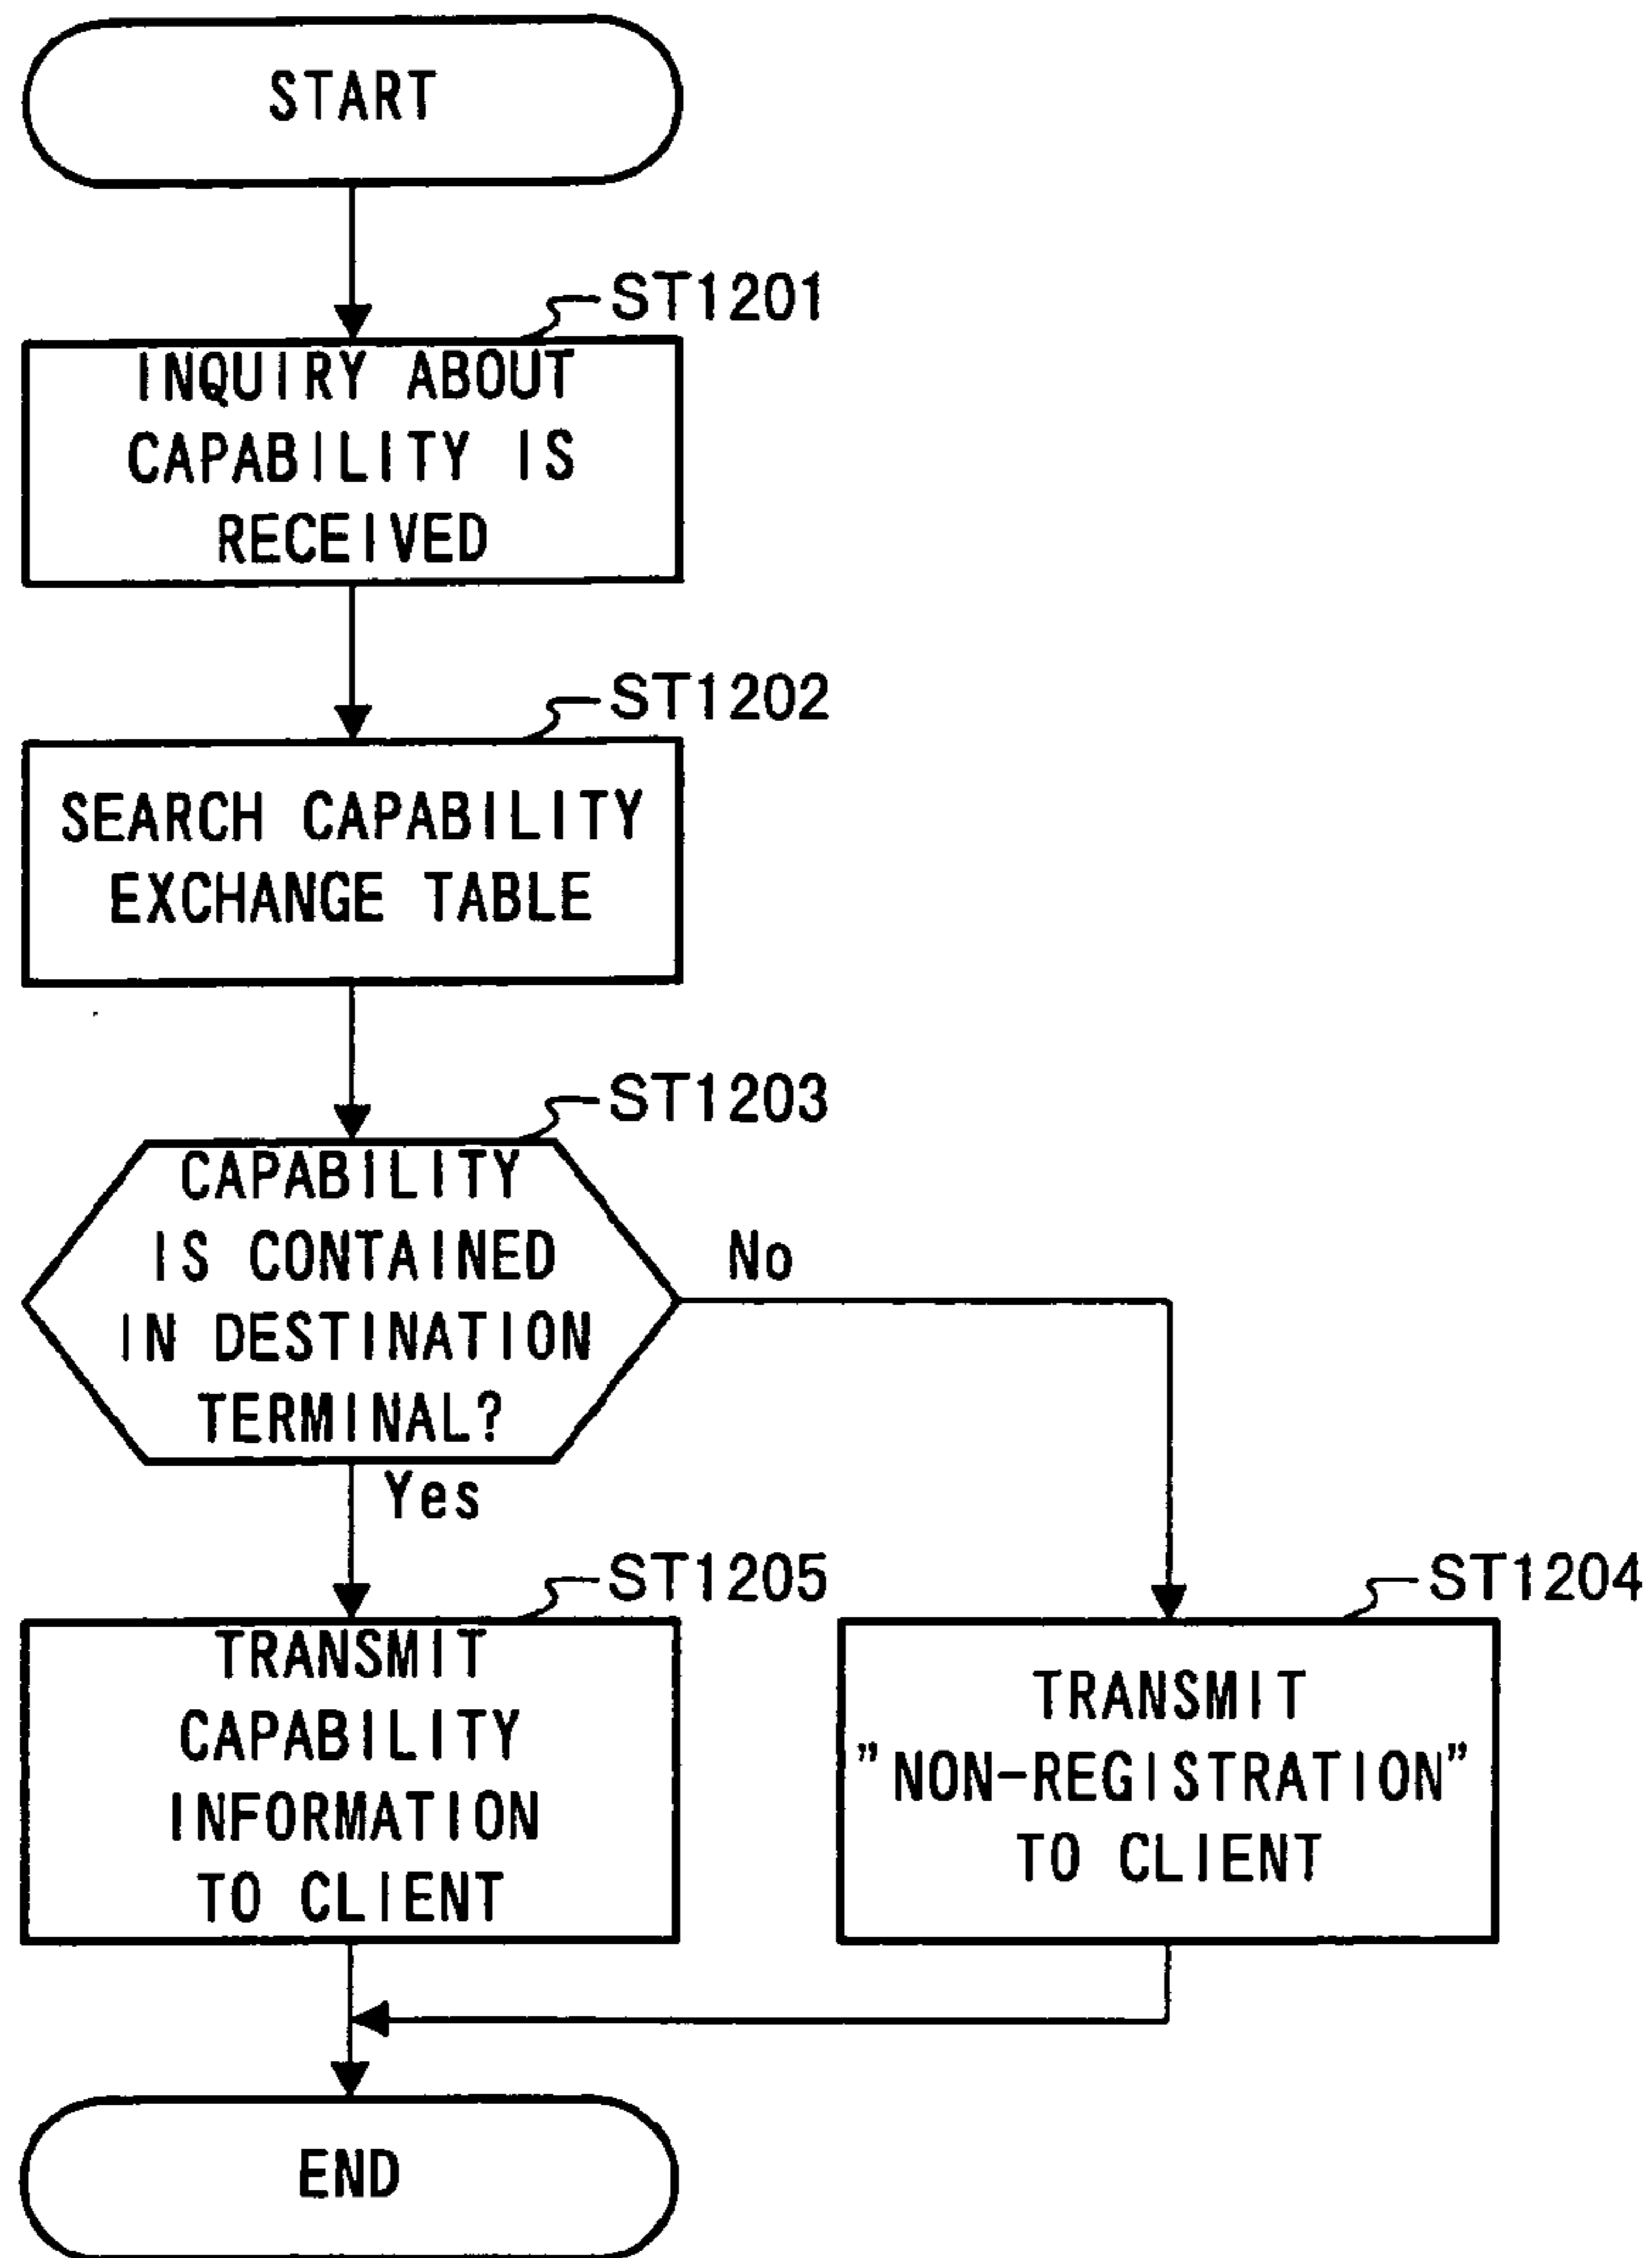 START
ST1201
INQUIRY ABOUT
CAPABILITY IS
RECEIVED
ST1202
SEARCH CAPABILITY
EXCHANGE TABLE
ST1203
CAPABILITY
IS CONTAINED
IN DESTINATION
TERMINAL?
No
Yes
ST1205
TRANSMIT
CAPABILITY
INFORMATION
TO CLIENT
ST1204
TRANSMIT
"NON-REGISTRATION"
TO CLIENT
END